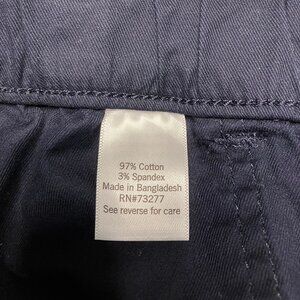 97% Cotton
3% Spandex
Made in Bangladesh
RN#73277
See reverse for care